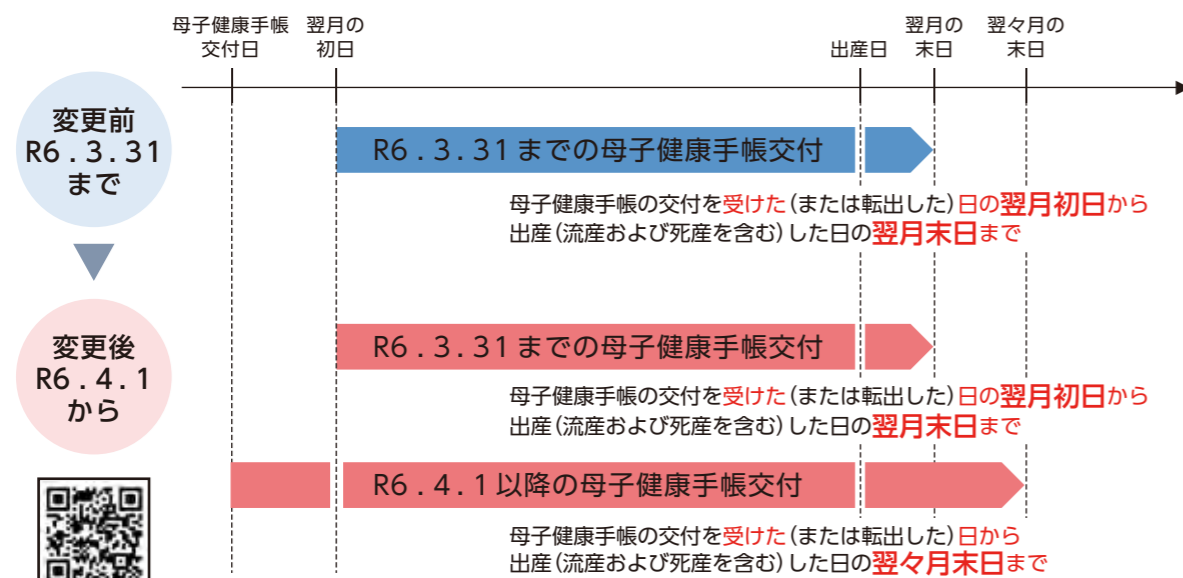 母子健康手帳
交付日
翌月の
初日
出産日
翌月の
末日
翌々月の
末日
変更前
R6.3.31
まで
R6.3.31までの母子健康手帳交付
母子健康手帳の交付を受けた(または転出した)日の翌月初日から
出産(流産および死産を含む)した日の翌月末日まで
変更後
R6.4.1
から
R6.3.31までの母子健康手帳交付
母子健康手帳の交付を受けた(または転出した)日の翌月初日から
出産(流産および死産を含む)した日の翌月末日まで
R6.4.1以降の母子健康手帳交付
母子健康手帳の交付を受けた(または転出した)日から
出産(流産および死産を含む)した日の翌々月末日まで